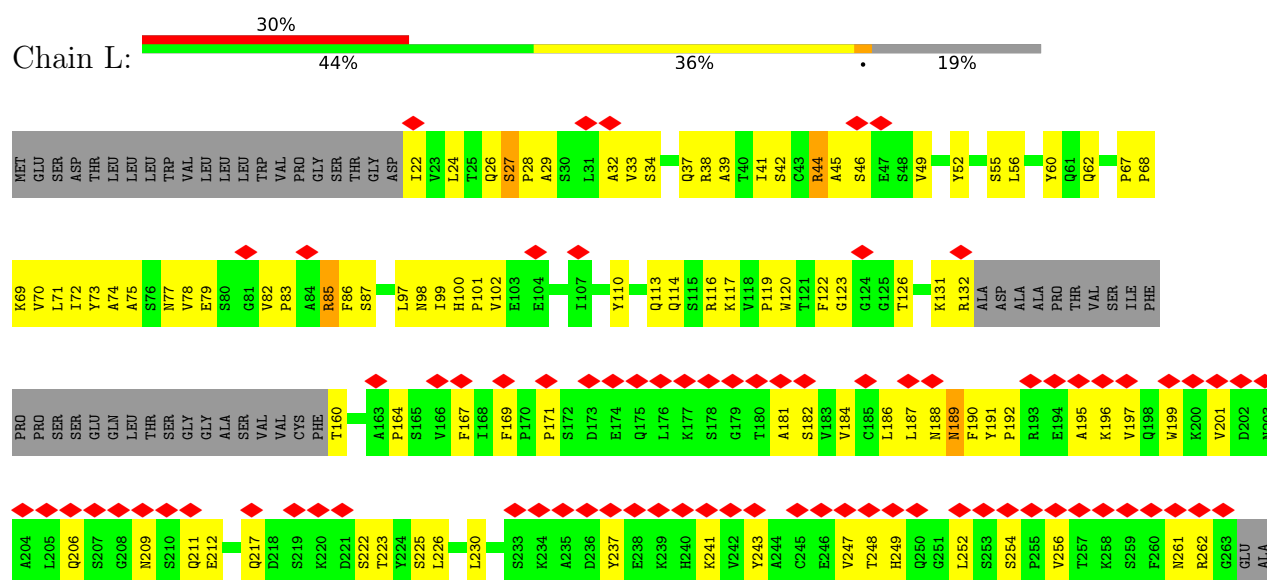 30%
Chain L:
44% 36% • 19%
MET GLU SER ASP THR LEU LEU LEU TRP VAL LEU LEU LEU TRP VAL PRO GLY SER THR GLY ASP I22 V23 L24 T25 Q26 S27 P28 A29 S30 L31 A32 V33 S34 Q37 R38 A39 T40 I41 S42 C43 R44 A45 S46 E47 S48 V49 Y52 S55 L56 Y60 Q61 Q62 P67 P68
K69 V70 L71 I72 Y73 A74 A75 S76 N77 V78 E79 S80 G81 V82 P83 A84 R85 F86 S87 L97 N98 I99 H100 P101 V102 E103 E104 I107 Y110 Q113 Q114 S115 R116 K117 V118 P119 W120 T121 F122 G123 G124 G125 T126 K131 R132 ALA ASP ALA ALA PRO THR VAL SER ILE PHE
PRO PRO SER SER GLU GLN LEU THR SER GLY GLY ALA SER VAL VAL CYS PHE T160 A163 P164 S165 V166 F167 I168 F169 P170 P171 S172 D173 E174 Q175 L176 K177 S178 G179 T180 A181 S182 V183 V184 C185 L186 L187 N188 N189 F190 Y191 P192 R193 E194 A195 K196 V197 Q198 W199 K200 V201 D202 N203
A204 L205 Q206 S207 G208 N209 S210 Q211 E212 Q217 D218 S219 K220 D221 S222 T223 Y224 S225 L226 L230 S233 K234 A235 D236 Y237 E238 K239 H240 K241 V242 Y243 A244 C245 E246 V247 T248 H249 Q250 G251 L252 S253 S254 P255 V256 T257 K258 S259 F260 N261 R262 G263 GLU ALA